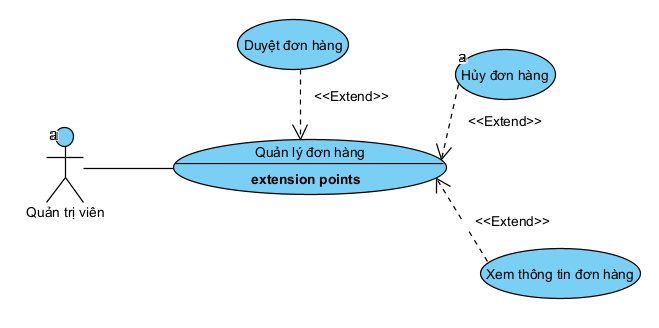 Duyệt đơn hàng
<<Extend>>
a
Hủy đơn hàng
<<Extend>>
a
Quản trị viên
Quản lý đơn hàng
extension points
<<Extend>>
Xem thông tin đơn hàng